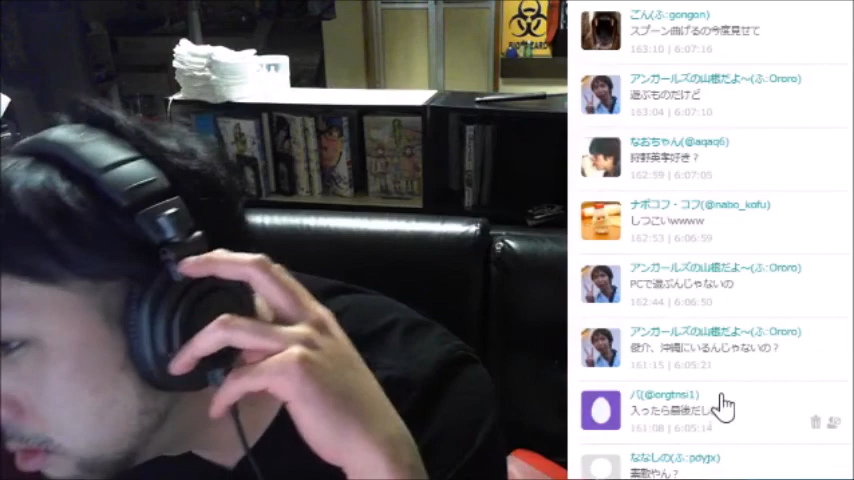 BIOHAZARD
ごん(ふ:gongon)
スプーン曲げるの今度見せて
163:10 | 6:07:16
アンガールズの山根だよ〜(ふ:Ororo)
遊ぶものだけど
163:04 | 6:07:10
なおちゃん(@aqaq6)
狩野英孝好き？
162:59 | 6:07:05
ナボコフ・コフ(@nabo_kofu)
しつこいwwww
162:53 | 6:06:59
アンガールズの山根だよ〜(ふ:Ororo)
PCで遊ぶんじゃないの
162:44 | 6:06:50
アンガールズの山根だよ〜(ふ:Ororo)
俊介、沖縄にいるんじゃないの？
161:15 | 6:05:21
バ(@orgtnsi1)
入ったら最後だし
161:08 | 6:05:14
ななしの(ふ:pdyjx)
素歌やん？